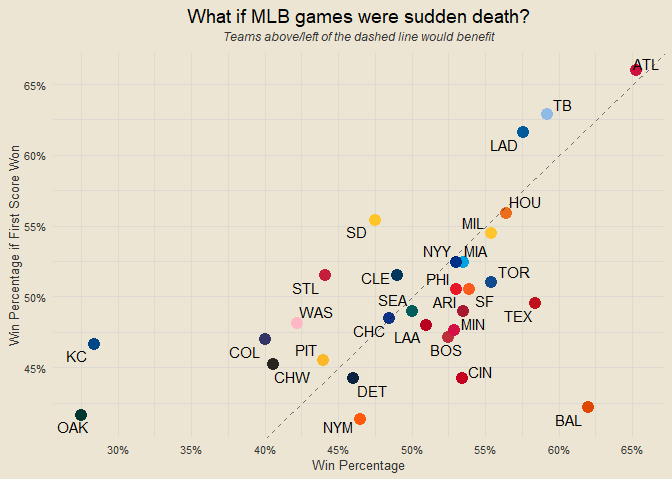 What if MLB games were sudden death?
Teams above/left of the dashed line would benefit
Win Percentage if First Score Won
65%
60%
55%
50%
45%
ATL
TB
LAD
HOU
SD
MIL
NYY
MIA
CLE
TOR
STL
PHI
SEA
ARI
SF
TEX
WAS
CHC
LAA
MIN
COL
PIT
BOS
KC
CHW
DET
CIN
OAK
NYM
BAL
30%
35%
40%
45%
50%
55%
60%
65%
Win Percentage